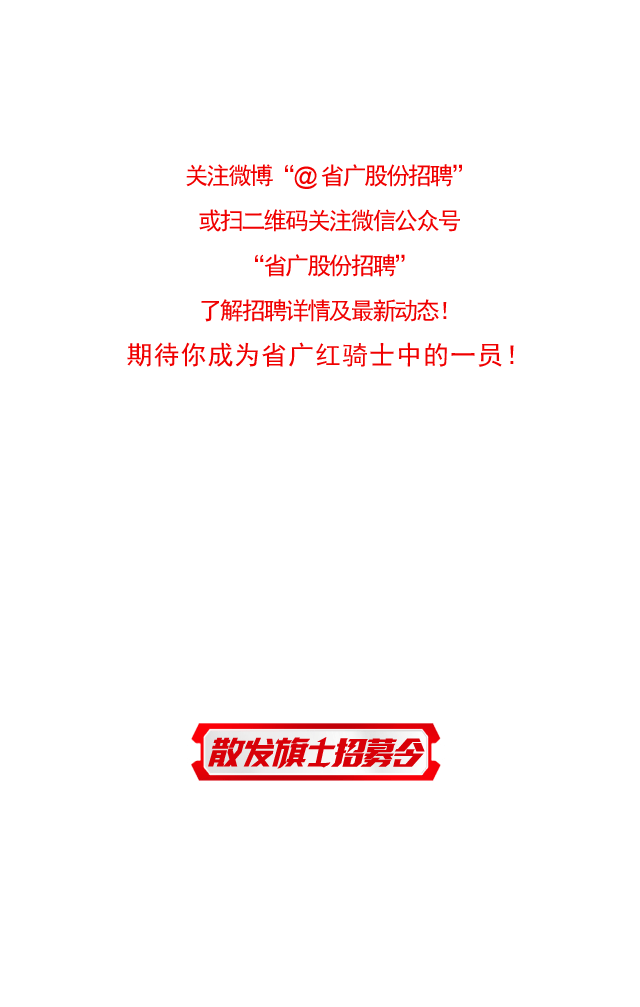 关注微博“@省广股份招聘”
或扫二维码关注微信公众号
“省广股份招聘”
了解招聘详情及最新动态！
期待你成为省广红骑士中的一员！
散发旗士招募令